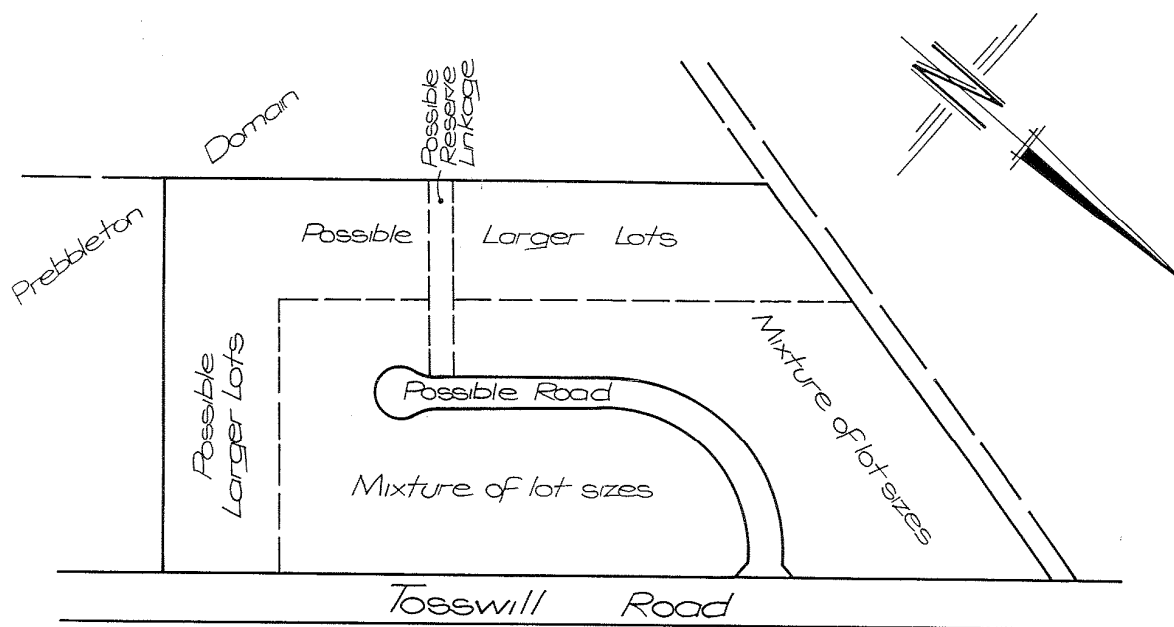 Domain
Possible
Reserve
Linkage
Prebbleton
Possible Larger Lots
Possible
Larger Lots
Possible Road
Mixture of lot sizes
Mixture of lot sizes
Tosswill Road
N